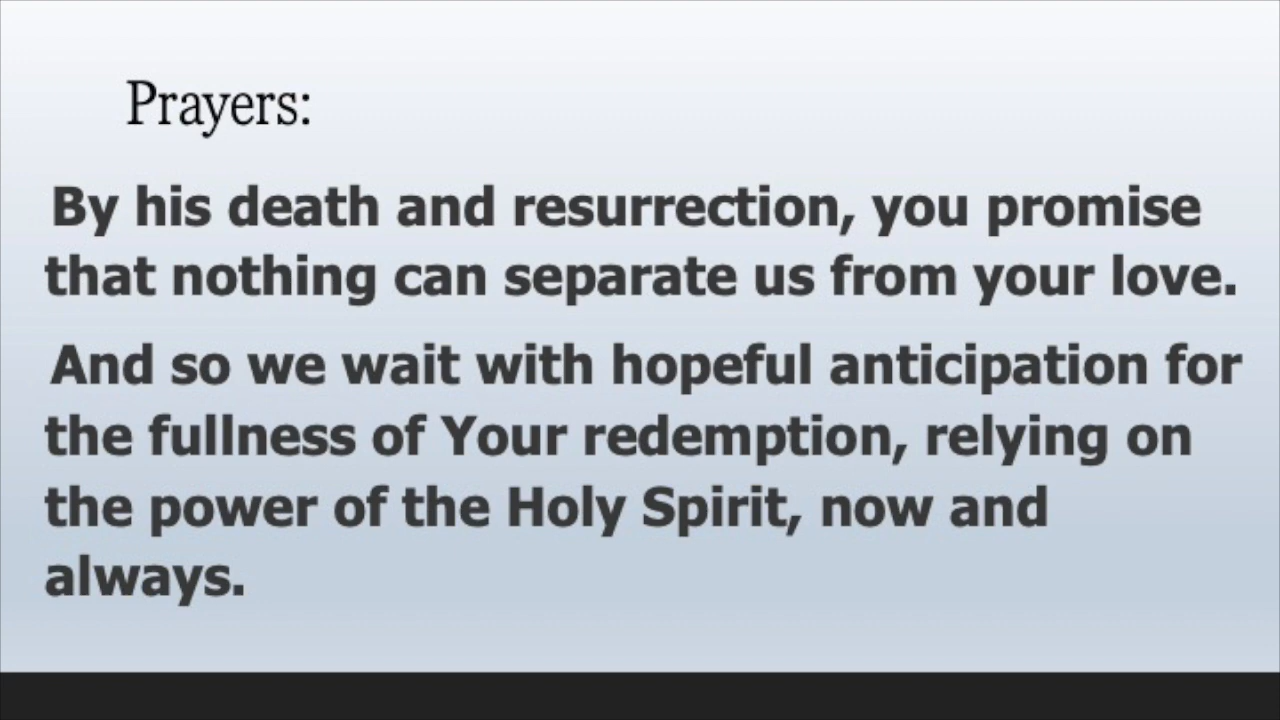 Prayers:
By his death and resurrection, you promise
that nothing can separate us from your love.
And so we wait with hopeful anticipation for
the fullness of Your redemption, relying on
the power of the Holy Spirit, now and
always.